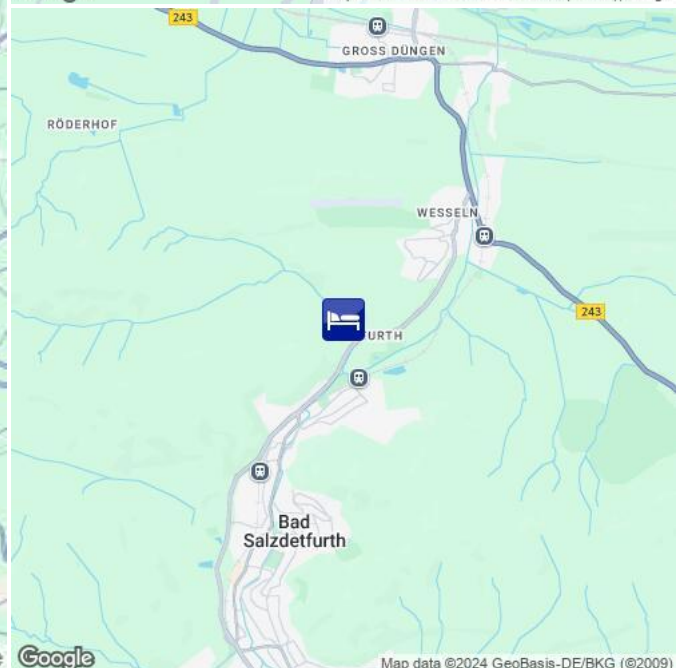 243
GROSS DÜNGEN
RÖDERHOF
WESSELN
243
FURTH
Bad
Salzdetfurth
Google
Map data ©2024 GeoBasis-DE/BKG (©2009)